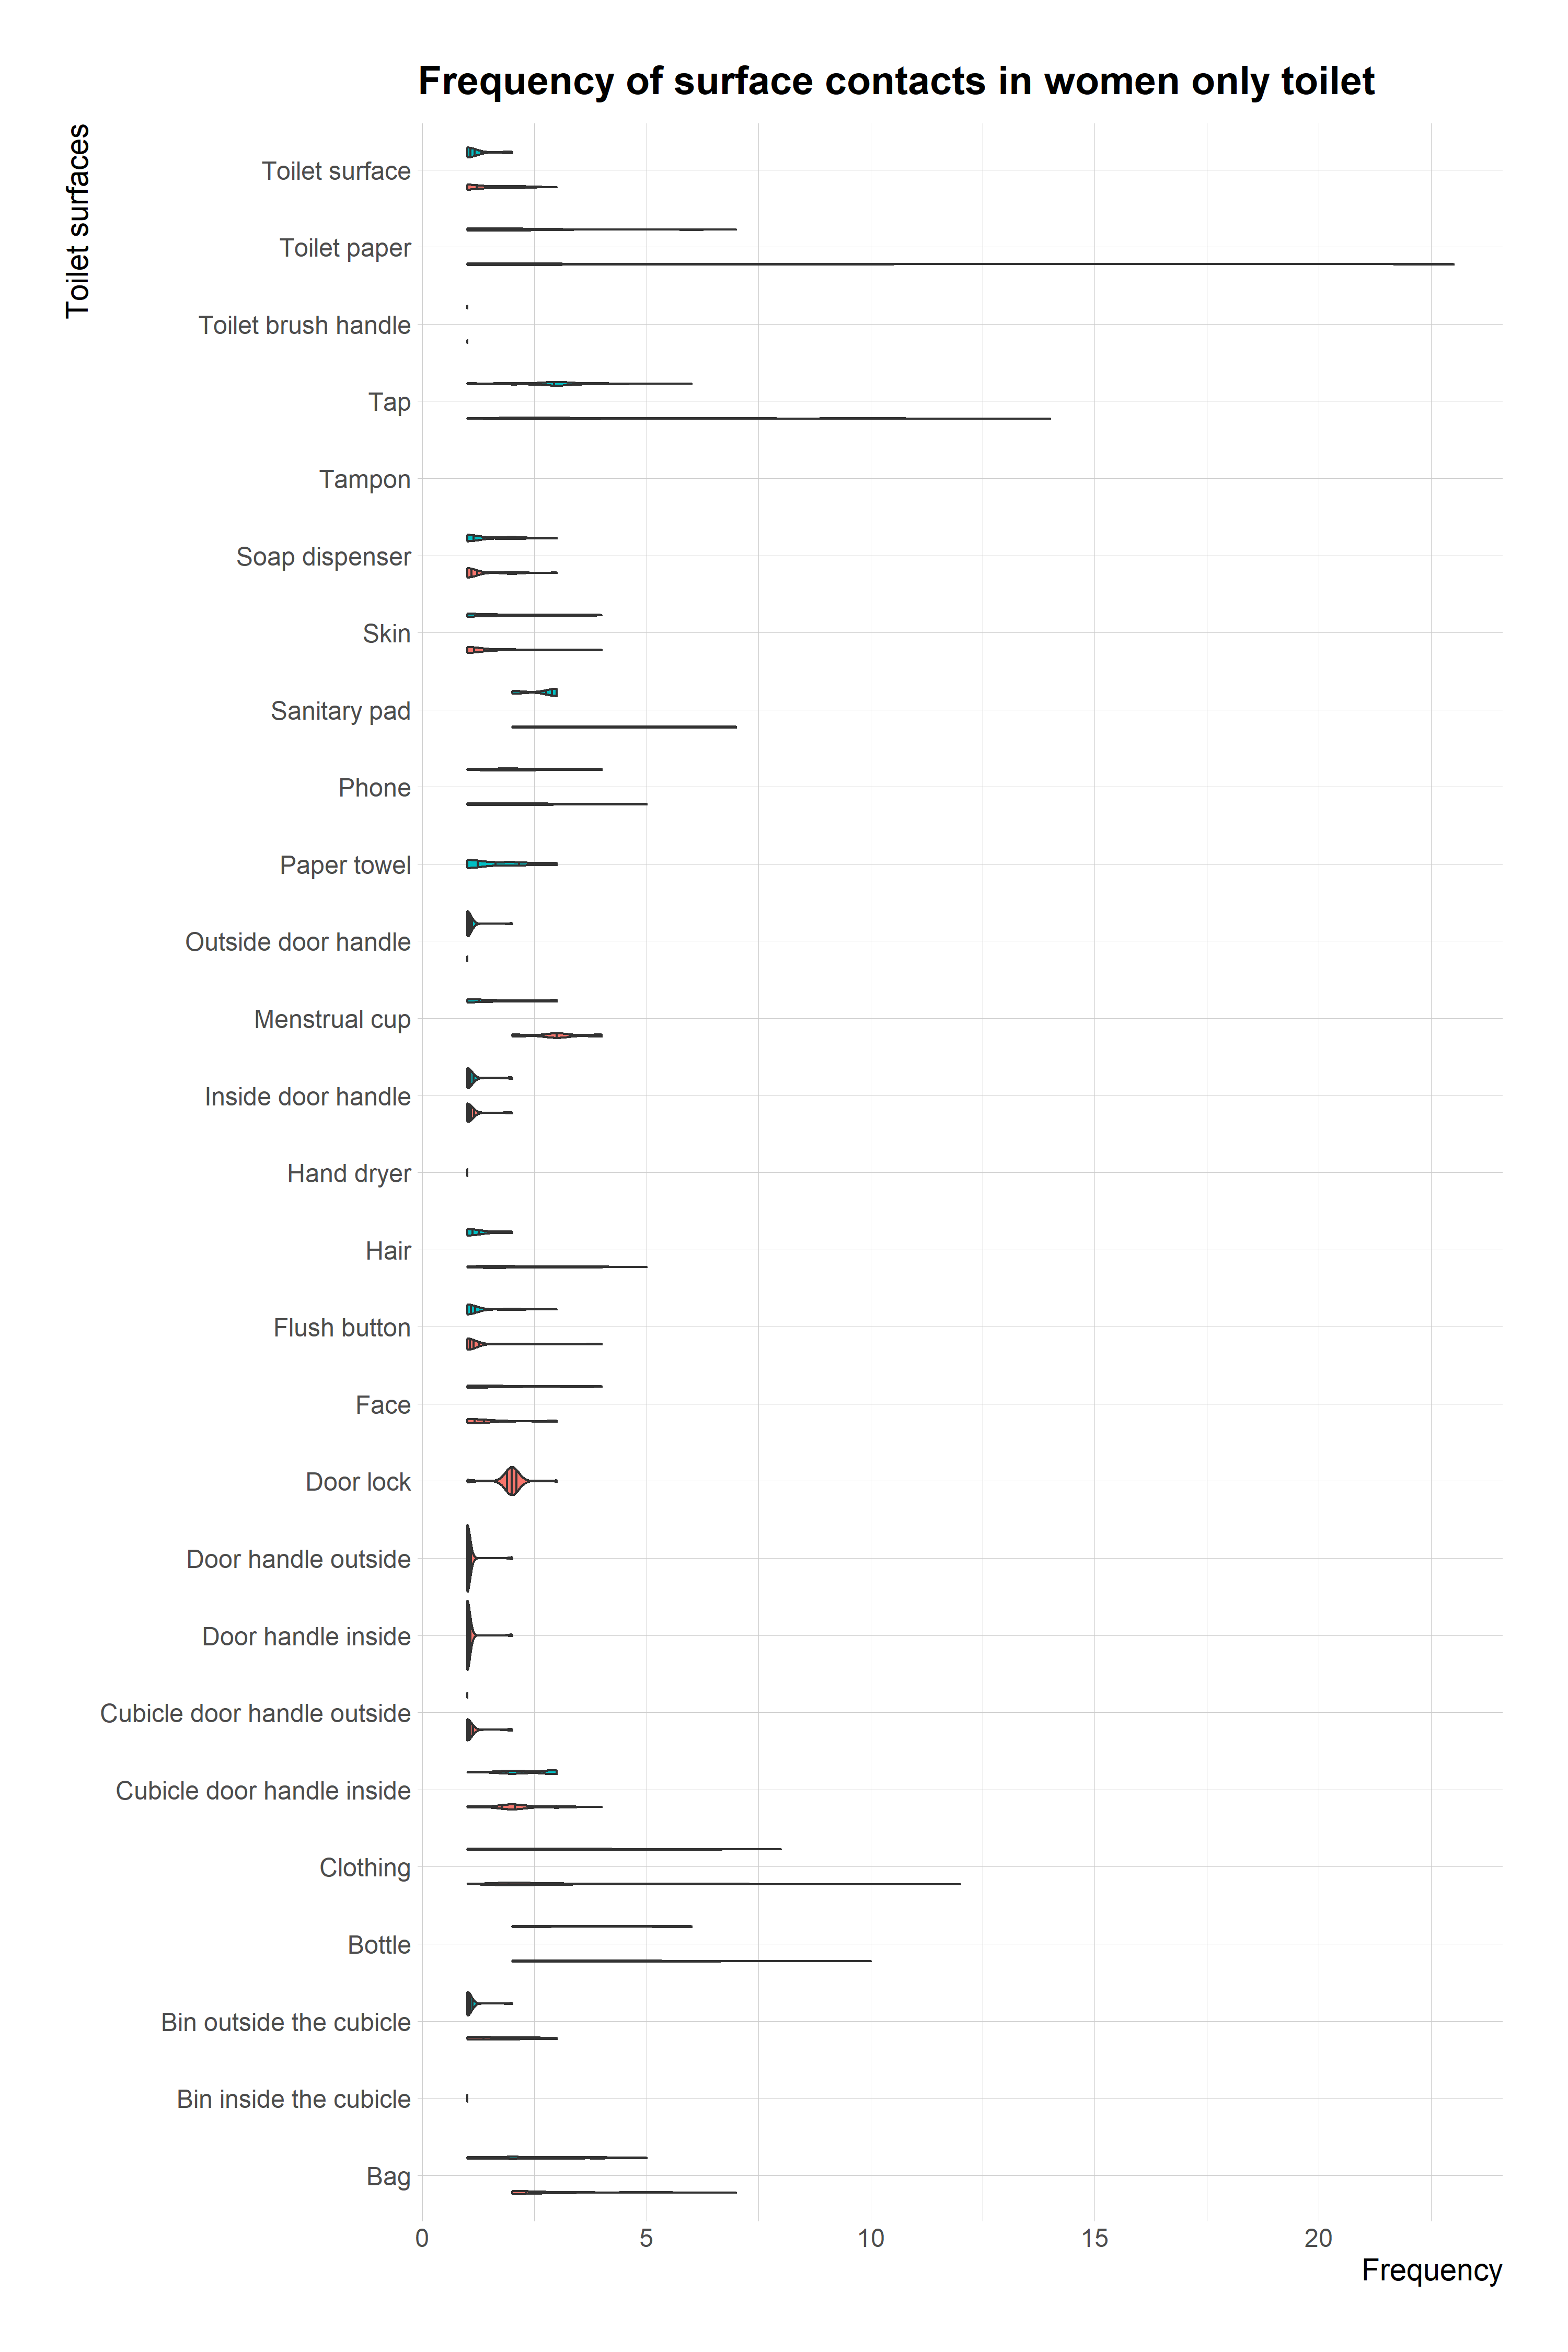 Frequency of surface contacts in women only toilet
Toilet surfaces
Toilet surface
Toilet paper
Toilet brush handle
Tap
Tampon
Soap dispenser
Skin
Sanitary pad
Phone
Paper towel
Outside door handle
Menstrual cup
Inside door handle
Hand dryer
Hair
Flush button
Face
Door lock
Door handle outside
Door handle inside
Cubicle door handle outside
Cubicle door handle inside
Clothing
Bottle
Bin outside the cubicle
Bin inside the cubicle
Bag
0 5 10 15 20
Frequency